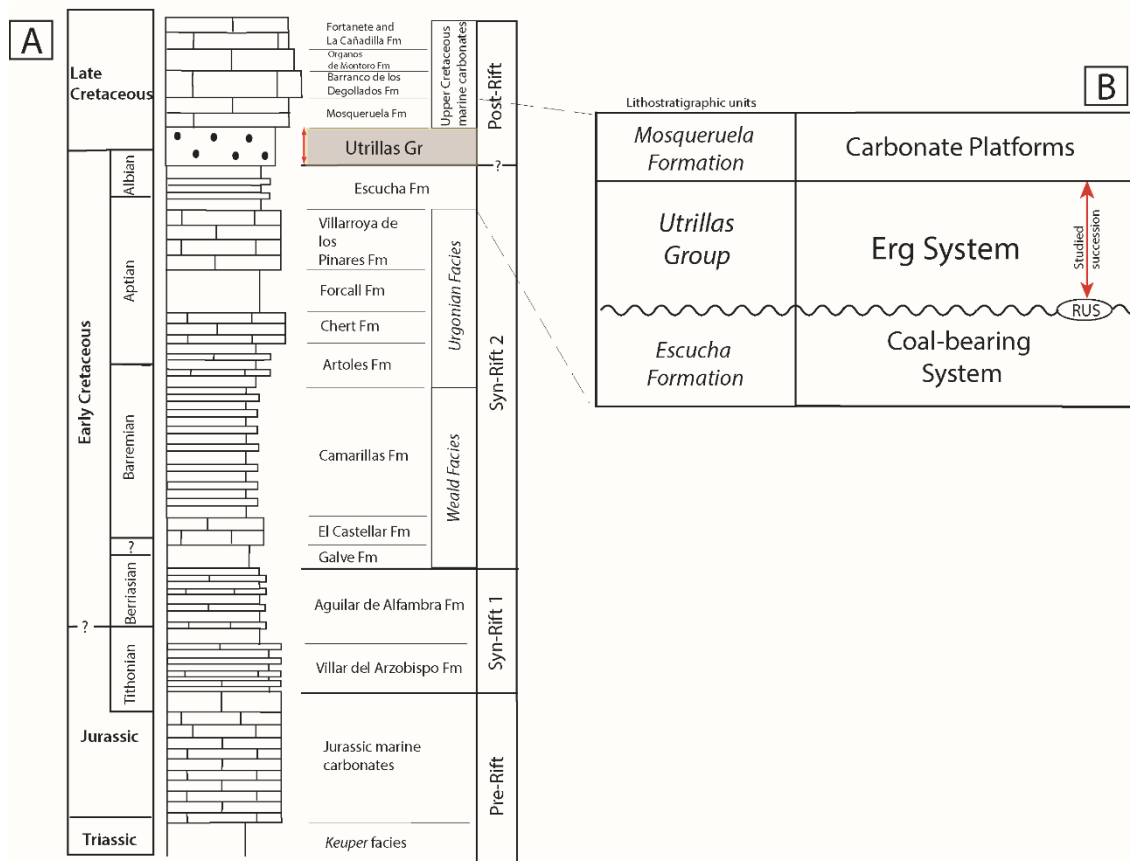 A
Late
Cretaceous
Early Cretaceous
Albian
Aptian
Barremian
?
Berriasian
?
Tithonian
Jurassic
Triassic
Fortanete and
La Cañadilla Fm
Organos
de Montoro Fm
Barranco de los
Degollados Fm
Mosqueruela Fm
Utrillas Gr
Escucha Fm
Villarroya de
los
Pinares Fm
Forcall Fm
Chert Fm
Artoles Fm
Camarillas Fm
El Castellar Fm
Galve Fm
Aguilar de Alfambra Fm
Villar del Arzobispo Fm
Jurassic marine
carbonates
Keuper facies
Upper Cretaceous
marine carbonates
Urgonian Facies
Weald Facies
Post-Rift
?
Syn-Rift 2
Syn-Rift 1
Pre-Rift
B
Lithostratigraphic units
Mosqueruela
Formation
Carbonate Platforms
Utrillas
Group
Erg System
Studied
succession
RUS
Escucha
Formation
Coal-bearing
System